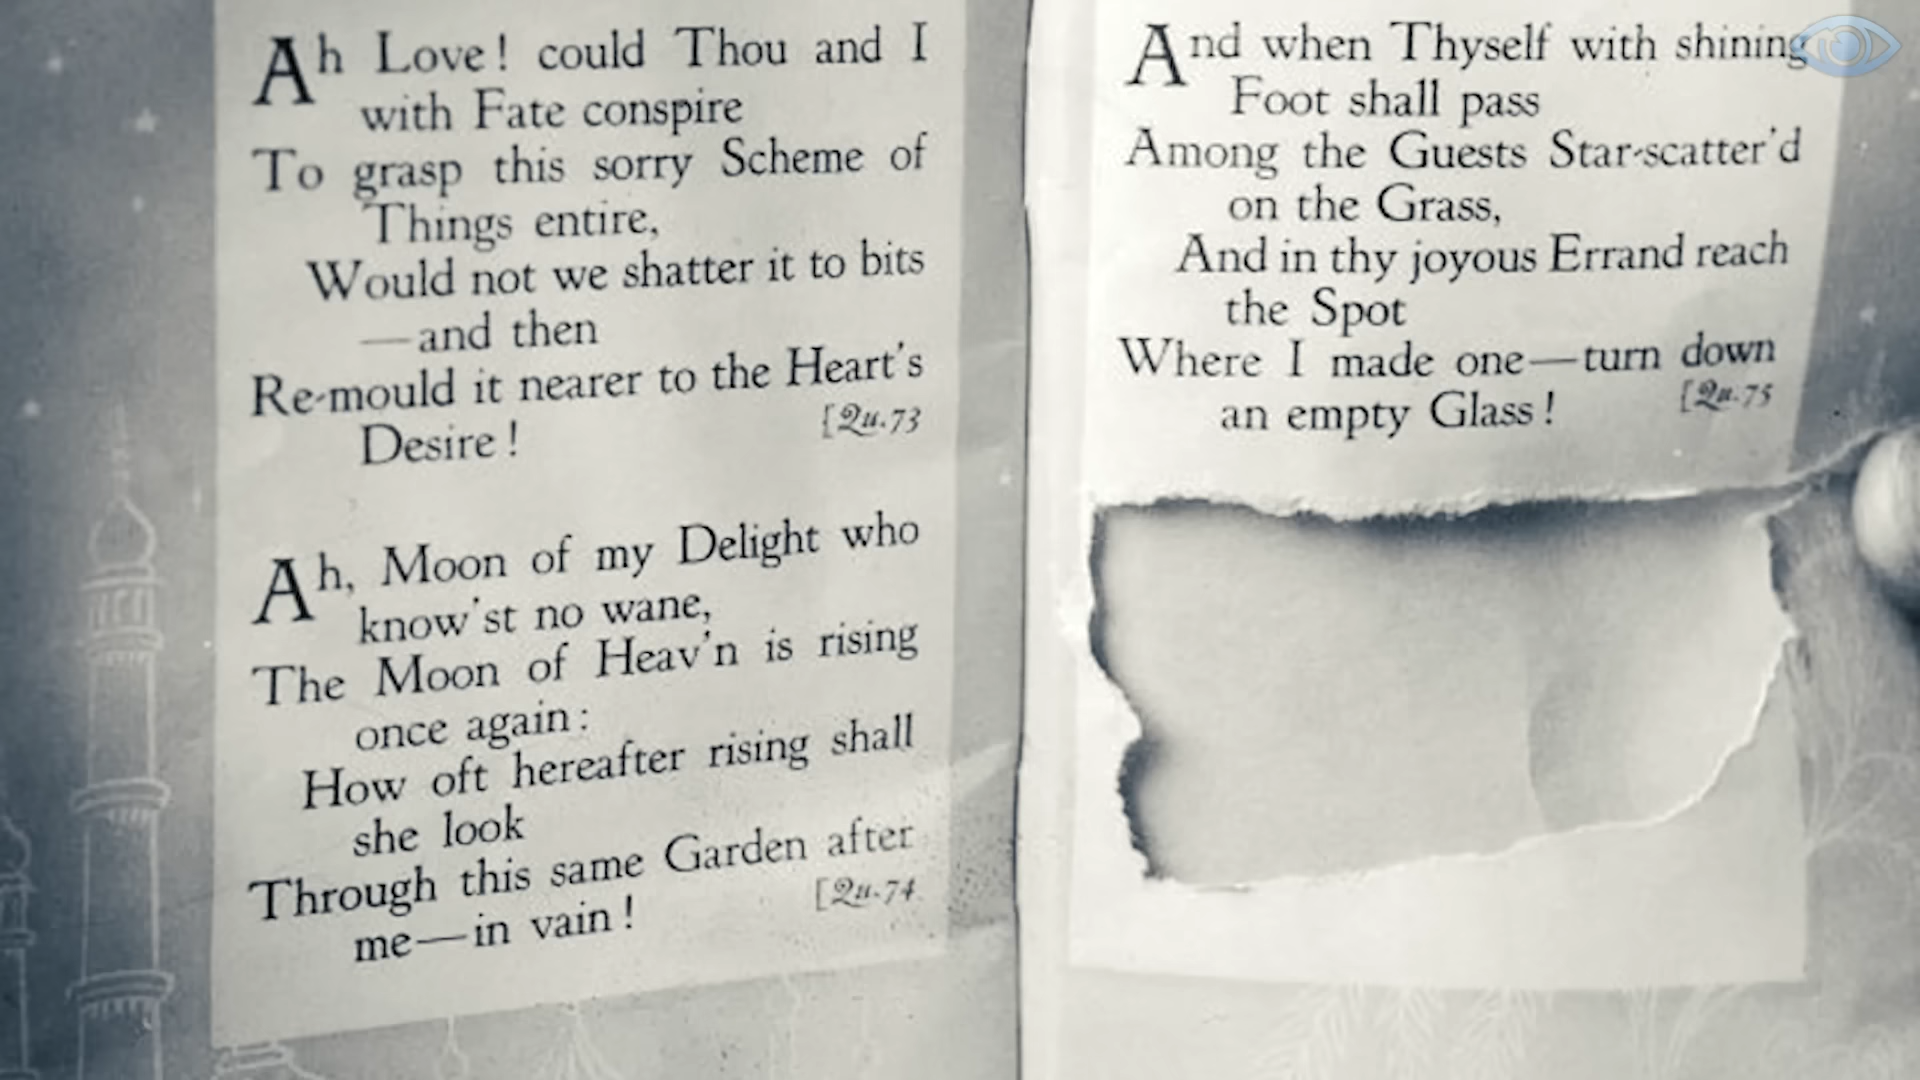 Ah Love! could Thou and I
with Fate conspire
To grasp this sorry Scheme of
Things entire,
Would not we shatter it to bits
—and then
Re-mould it nearer to the Heart's
Desire!
[Qu.73
Ah, Moon of my Delight who
know'st no wane,
The Moon of Heav'n is rising
once again:
How oft hereafter rising shall
she look
Through this same Garden after
me—in vain!
[Qu.74
And when Thyself with shining
Foot shall pass
Among the Guests Star-scatter'd
on the Grass,
And in thy joyous Errand reach
the Spot
Where I made one—turn down
an empty Glass!
[Qu.75